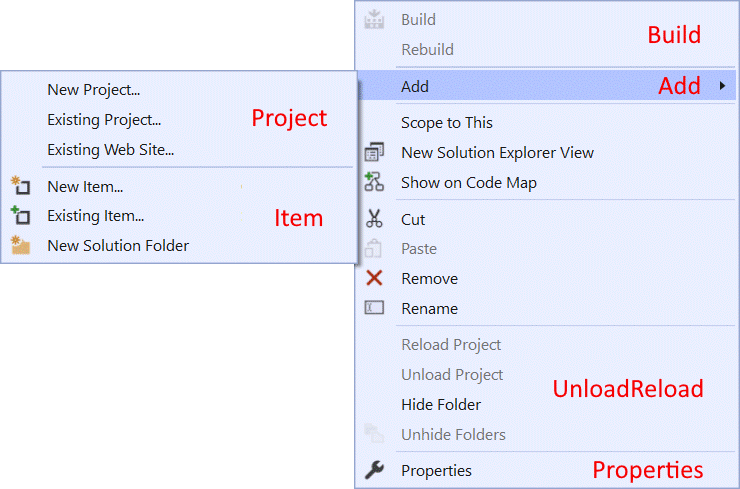 Build
Rebuild
Build
Add
Add
New Project...
Existing Project...
Existing Web Site...
Project
New Item...
Existing Item...
New Solution Folder
Item
Scope to This
New Solution Explorer View
Show on Code Map
Cut
Paste
Remove
Rename
Reload Project
Unload Project
Hide Folder
Unhide Folders
UnloadReload
Properties
Properties